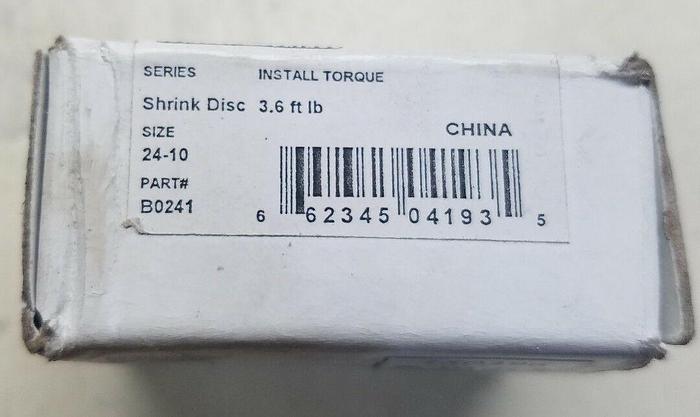 SERIES INSTALL TORQUE
Shrink Disc 3.6 ft lb
SIZE CHINA
24-10
PART#
B0241
6 62345 04193 5